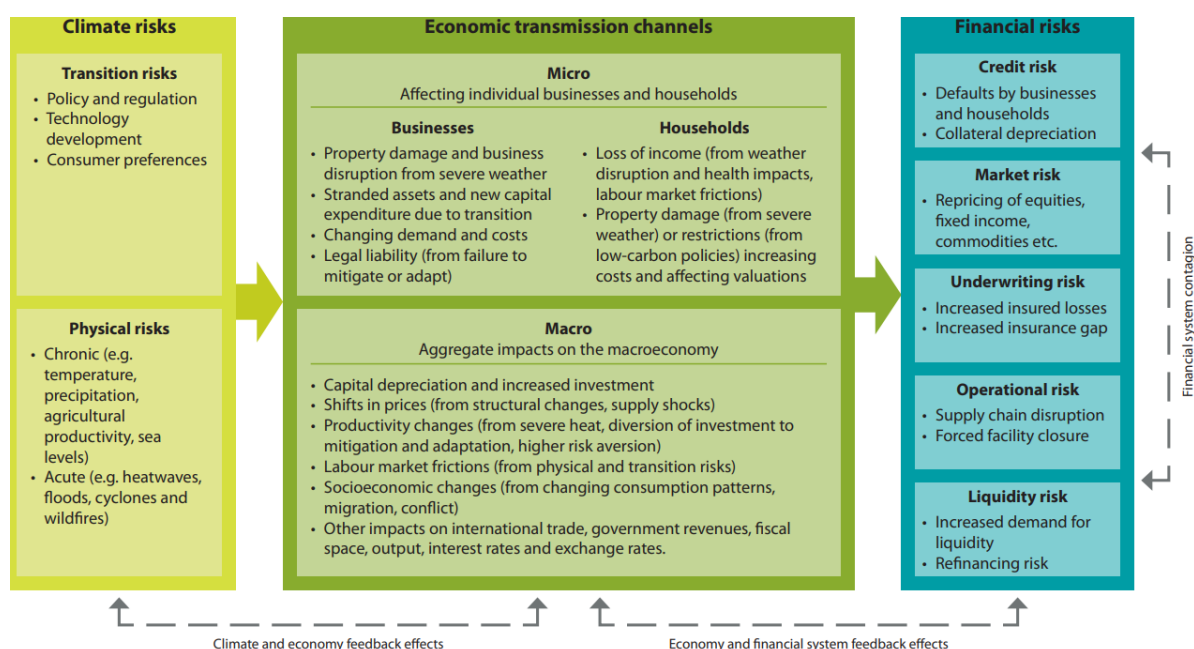 Climate risks
Transition risks
• Policy and regulation
• Technology
development
• Consumer preferences
Physical risks
• Chronic (e.g.
temperature,
precipitation,
agricultural
productivity, sea
levels)
• Acute (e.g. heatwaves,
floods, cyclones and
wildfires)
Economic transmission channels
Micro
Affecting individual businesses and households
Businesses
• Property damage and business
disruption from severe weather
• Stranded assets and new capital
expenditure due to transition
• Changing demand and costs
• Legal liability (from failure to
mitigate or adapt)
Households
• Loss of income (from weather
disruption and health impacts,
labour market frictions)
• Property damage (from severe
weather) or restrictions (from
low-carbon policies) increasing
costs and affecting valuations
Macro
Aggregate impacts on the macroeconomy
• Capital depreciation and increased investment
• Shifts in prices (from structural changes, supply shocks)
• Productivity changes (from severe heat, diversion of investment to
mitigation and adaptation, higher risk aversion)
• Labour market frictions (from physical and transition risks)
• Socioeconomic changes (from changing consumption patterns,
migration, conflict)
• Other impacts on international trade, government revenues, fiscal
space, output, interest rates and exchange rates.
Financial risks
Credit risk
• Defaults by businesses
and households
• Collateral depreciation
Market risk
• Repricing of equities,
fixed income,
commodities etc.
Underwriting risk
• Increased insured losses
• Increased insurance gap
Operational risk
• Supply chain disruption
• Forced facility closure
Liquidity risk
• Increased demand for
liquidity
• Refinancing risk
Financial system contagion
Climate and economy feedback effects
Economy and financial system feedback effects